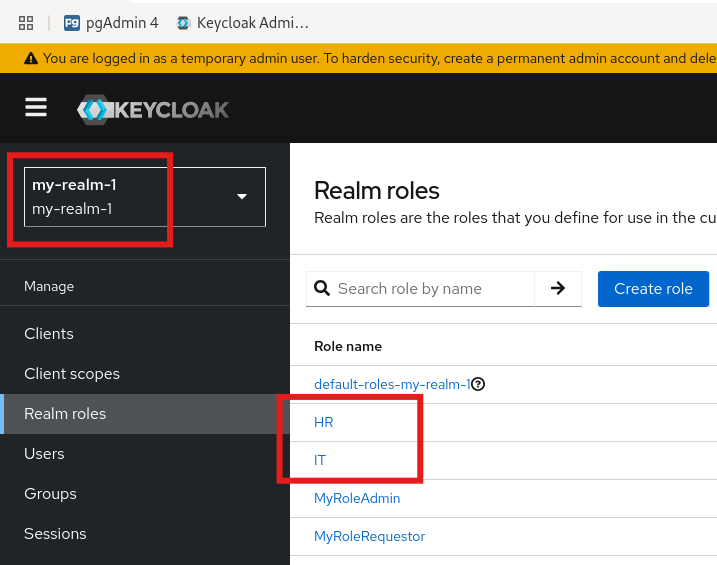 pgAdmin 4
Keycloak Admi...
You are logged in as a temporary admin user. To harden security, create a permanent admin account and dele
KEYCLOAK
my-realm-1
my-realm-1
Manage
Clients
Client scopes
Realm roles
Users
Groups
Sessions
Realm roles
Realm roles are the roles that you define for use in the cu
Search role by name
Create role
Role name
default-roles-my-realm-1
HR
IT
MyRoleAdmin
MyRoleRequestor